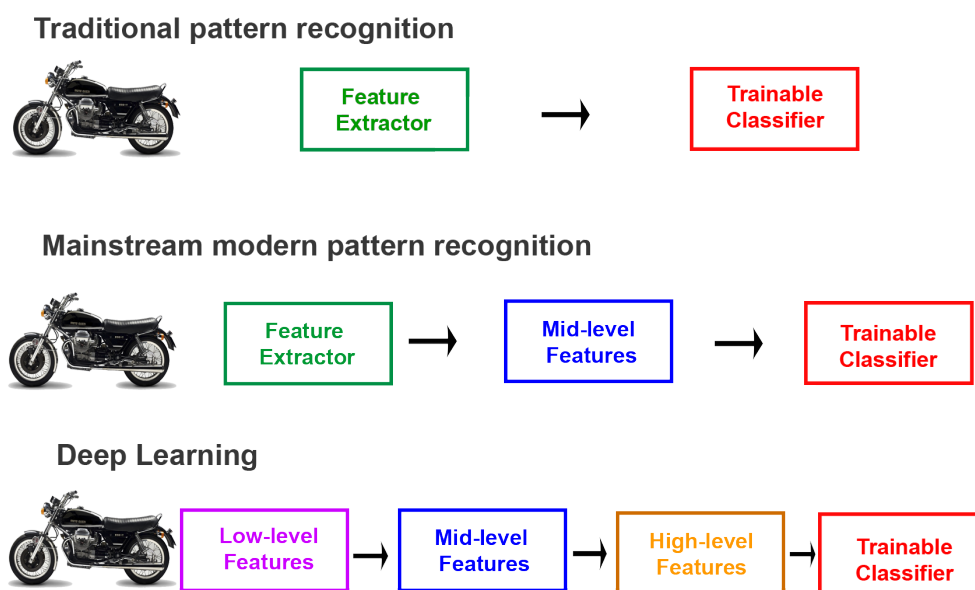 Traditional pattern recognition
Feature
Extractor
Trainable
Classifier
Mainstream modern pattern recognition
Feature
Extractor
Mid-level
Features
Trainable
Classifier
Deep Learning
Low-level
Features
Mid-level
Features
High-level
Features
Trainable
Classifier